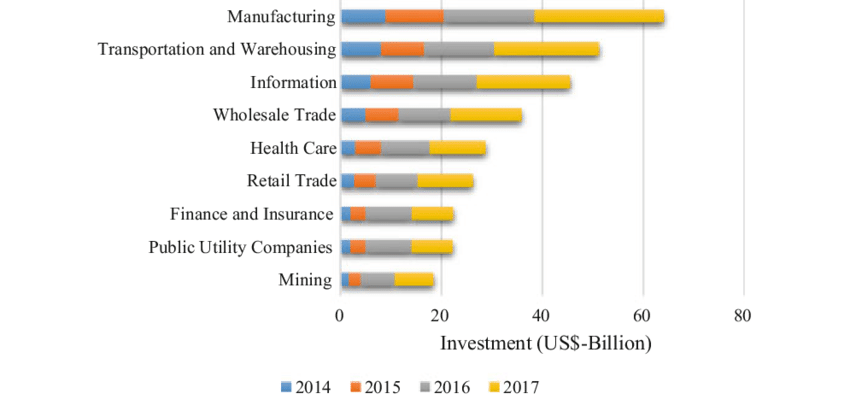 Manufacturing
Transportation and Warehousing
Information
Wholesale Trade
Health Care
Retail Trade
Finance and Insurance
Public Utility Companies
Mining
0 20 40 60 80
Investment (US$-Billion)
2014 2015 2016 2017